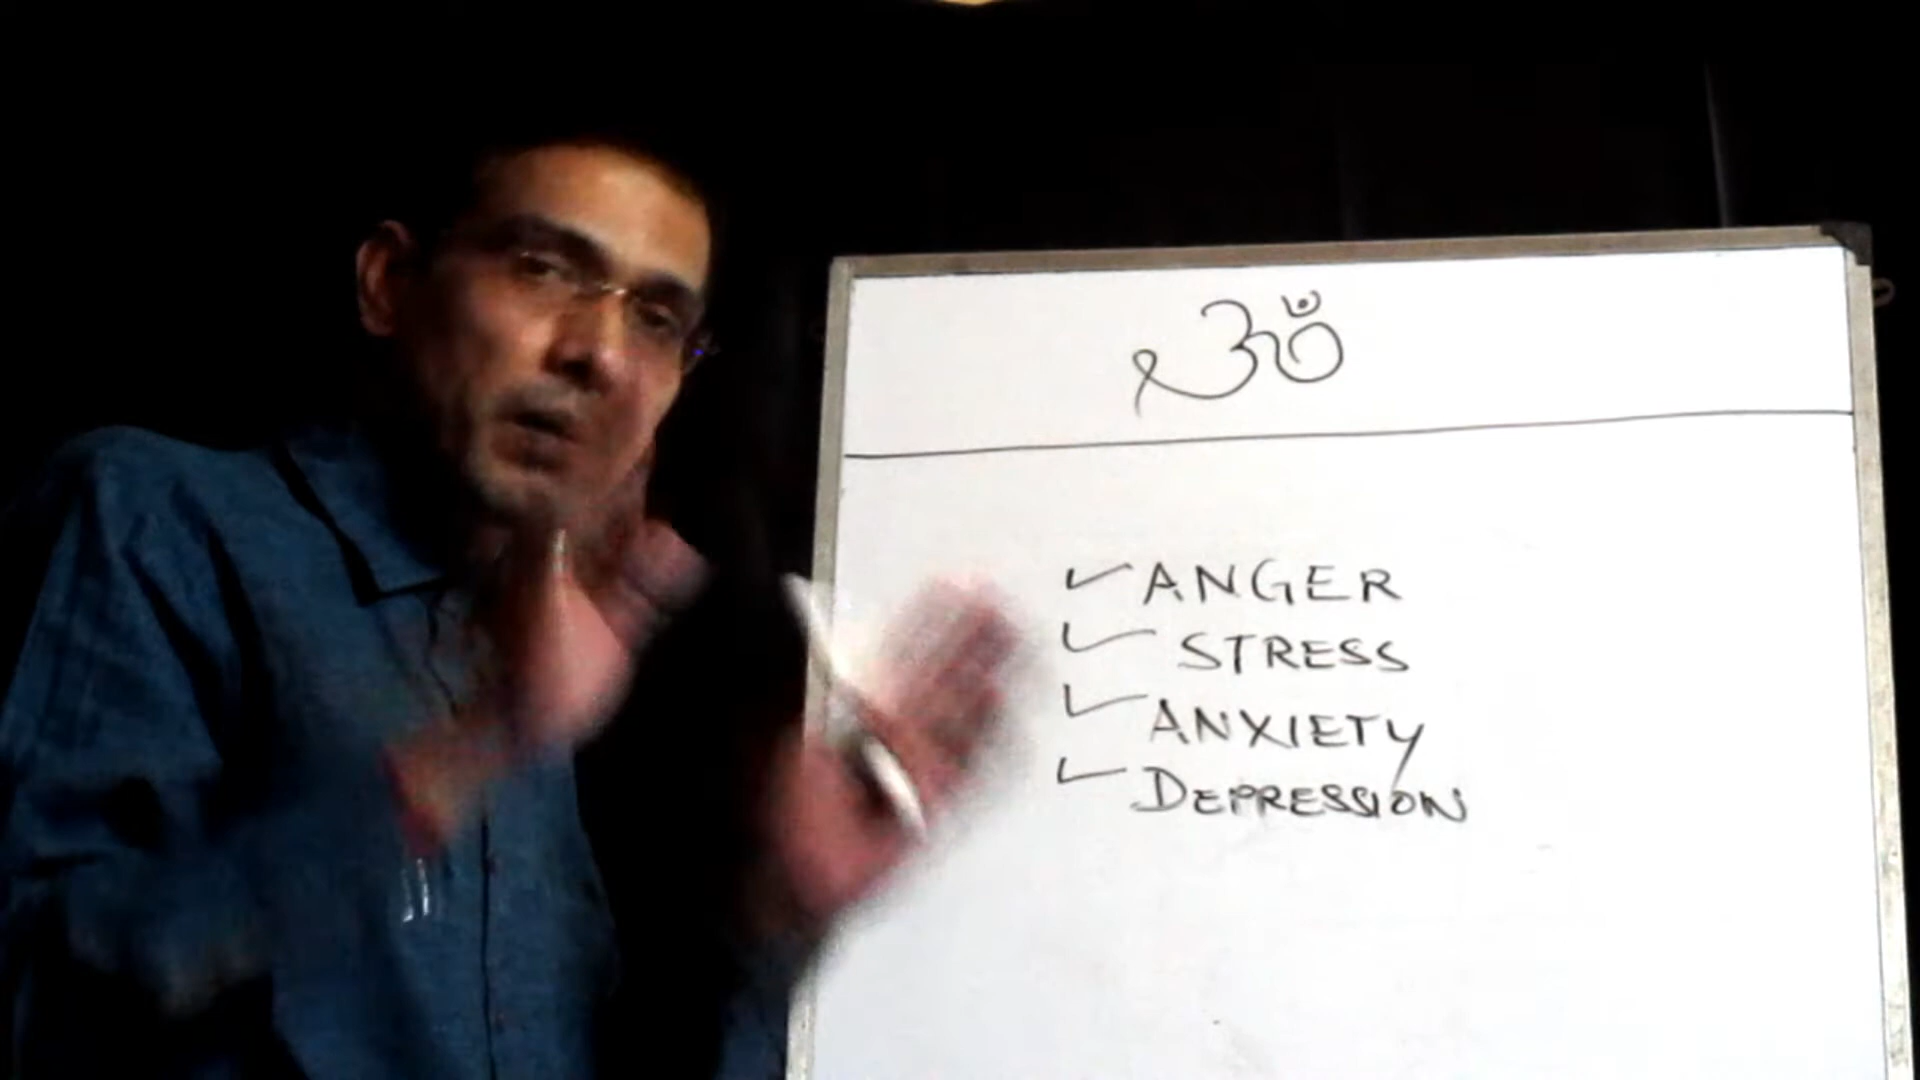 ॐ
✓ ANGER
✓ STRESS
✓ ANXIETY
✓ DEPRESSION